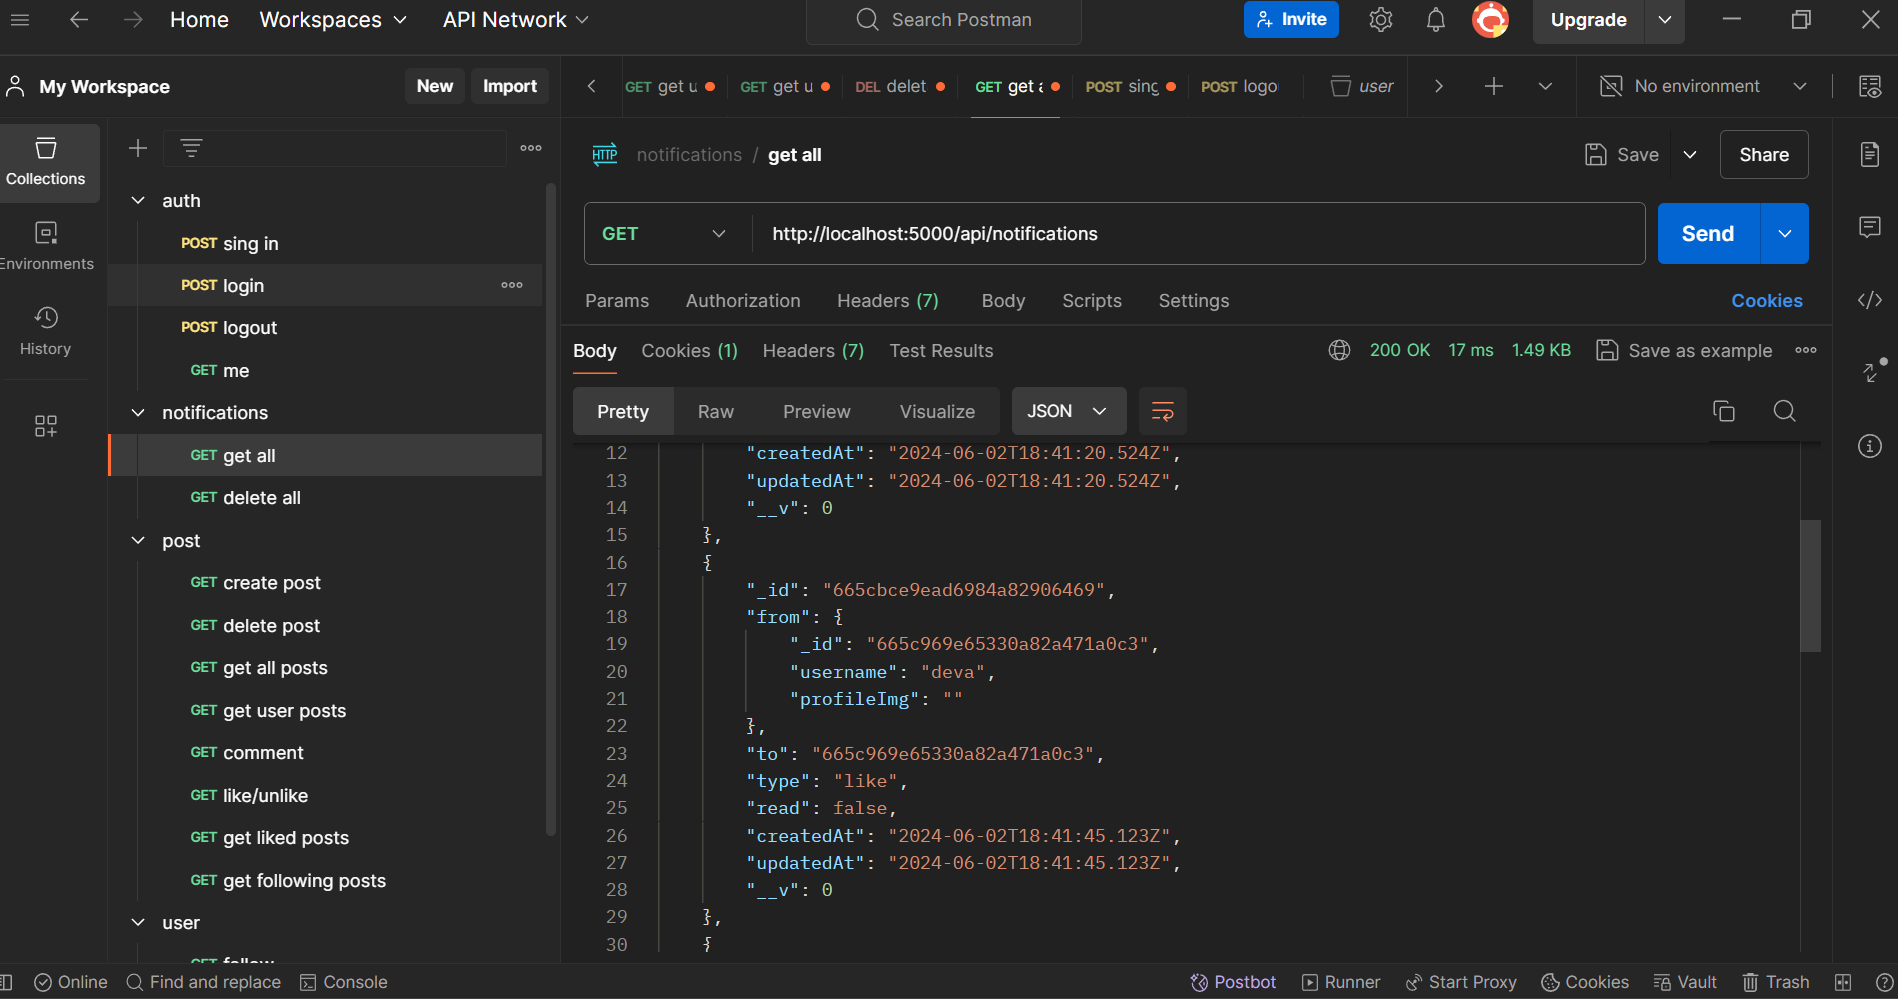 Home Workspaces API Network Search Postman Invite Upgrade
My Workspace New Import
GET get u GET get u DEL delet GET get a POST sing POST logo user No environment
Collections
Environments
History
auth
POST sing in
POST login
POST logout
GET me
notifications
GET get all
GET delete all
post
GET create post
GET delete post
GET get all posts
GET get user posts
GET comment
GET like/unlike
GET get liked posts
GET get following posts
user
GET follow
HTTP notifications / get all Save Share
GET http://localhost:5000/api/notifications Send
Params Authorization Headers (7) Body Scripts Settings Cookies
Body Cookies (1) Headers (7) Test Results 200 OK 17 ms 1.49 KB Save as example
Pretty Raw Preview Visualize JSON
12 "createdAt": "2024-06-02T18:41:20.524Z",
13 "updatedAt": "2024-06-02T18:41:20.524Z",
14 "__v": 0
15 },
16 {
17 "_id": "665cbce9ead6984a82906469",
18 "from": {
19 "_id": "665c969e65330a82a471a0c3",
20 "username": "deva",
21 "profileImg": ""
22 },
23 "to": "665c969e65330a82a471a0c3",
24 "type": "like",
25 "read": false,
26 "createdAt": "2024-06-02T18:41:45.123Z",
27 "updatedAt": "2024-06-02T18:41:45.123Z",
28 "__v": 0
29 },
30 {
Online Find and replace Console Postbot Runner Start Proxy Cookies Vault Trash